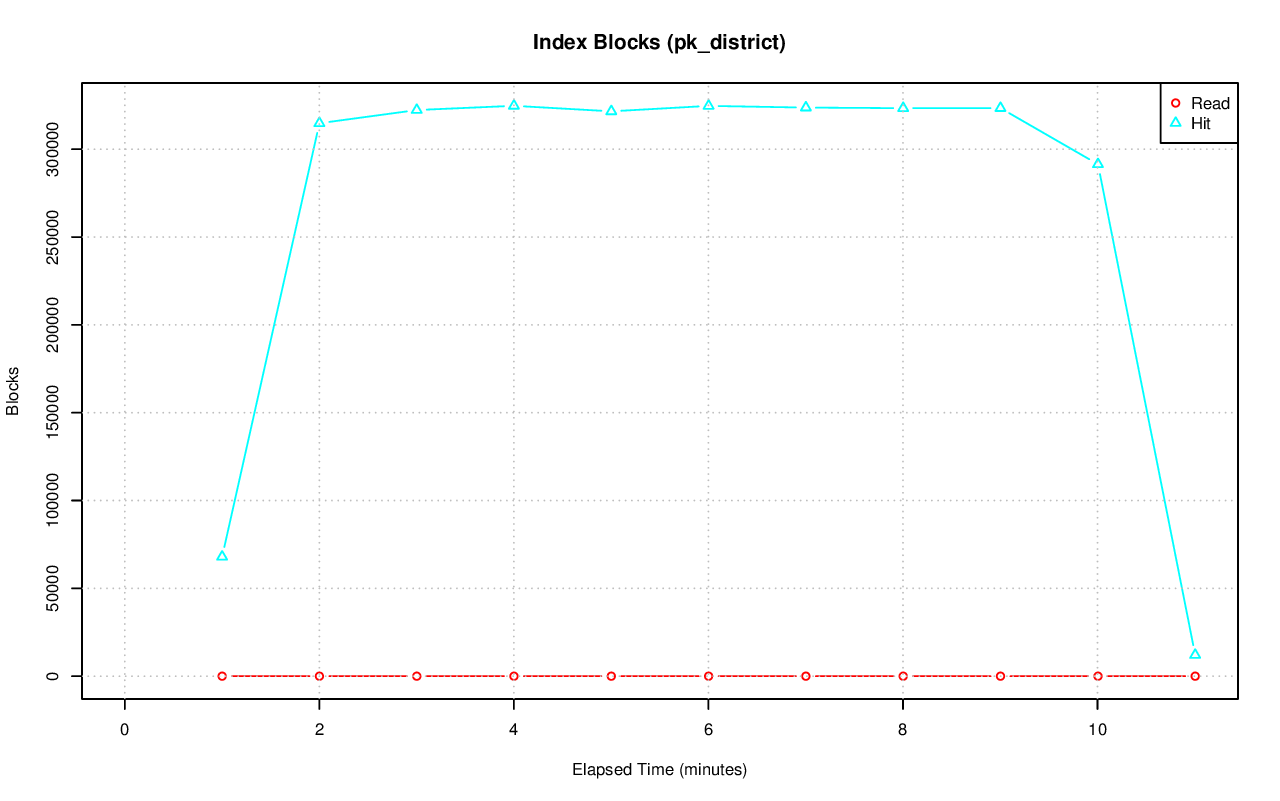 Index Blocks (pk_district)
Read
Hit
Blocks
300000
250000
200000
150000
100000
50000
0
0 2 4 6 8 10
Elapsed Time (minutes)